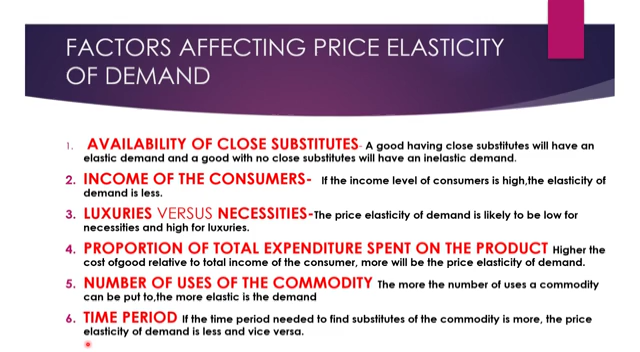 FACTORS AFFECTING PRICE ELASTICITY
OF DEMAND
1. AVAILABILITY OF CLOSE SUBSTITUTES- A good having close substitutes will have an
elastic demand and a good with no close substitutes will have an inelastic demand.
2. INCOME OF THE CONSUMERS- If the income level of consumers is high,the elasticity of
demand is less.
3. LUXURIES VERSUS NECESSITIES-The price elasticity of demand is likely to be low for
necessities and high for luxuries.
4. PROPORTION OF TOTAL EXPENDITURE SPENT ON THE PRODUCT Higher the
cost ofgood relative to total income of the consumer, more will be the price elasticity of demand.
5. NUMBER OF USES OF THE COMMODITY The more the number of uses a commodity
can be put to,the more elastic is the demand
6. TIME PERIOD If the time period needed to find substitutes of the commodity is more, the price
elasticity of demand is less and vice versa.